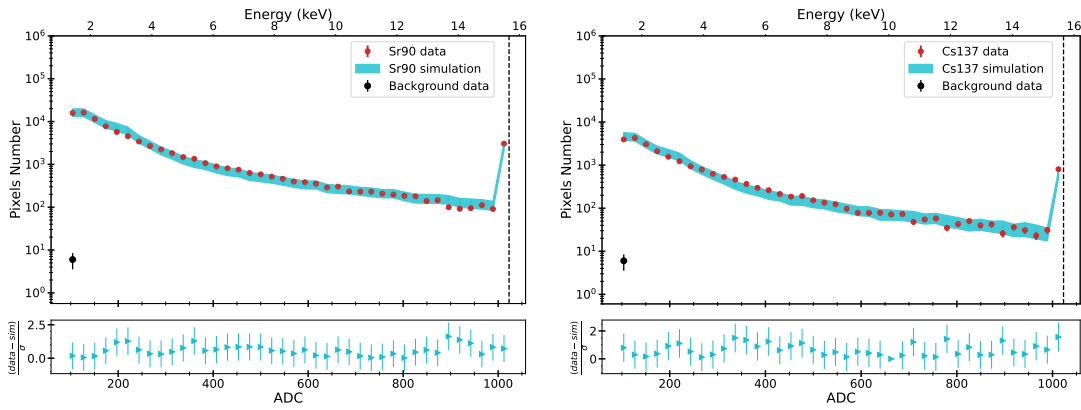 Energy (keV)
2 4 6 8 10 12 14 16
10^6
10^5
10^4
10^3
10^2
10^1
10^0
Pixels Number
Sr90 data
Sr90 simulation
Background data
2.5
0.0
(data − sim)
σ
200 400 600 800 1000
ADC
Energy (keV)
2 4 6 8 10 12 14 16
10^6
10^5
10^4
10^3
10^2
10^1
10^0
Pixels Number
Cs137 data
Cs137 simulation
Background data
2
0
(data − sim)
σ
200 400 600 800 1000
ADC